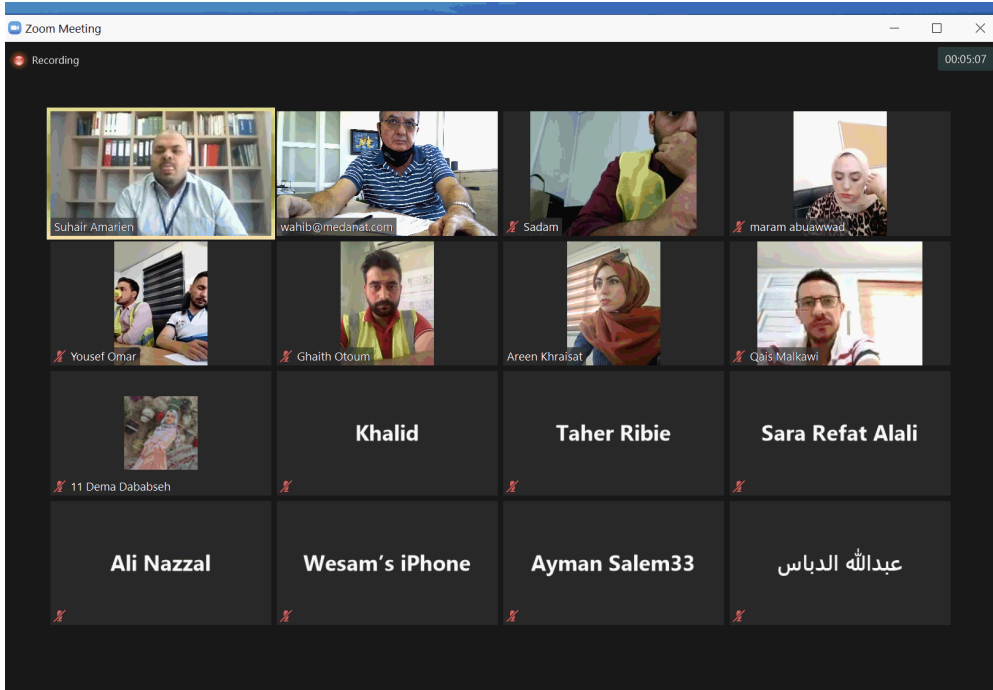 Zoom Meeting
Recording
00:05:07
Suhair Amarien
wahib@medanat.com
Sadam
maram abuawwad
Yousef Omar
Ghaith Otoum
Areen Khraisat
Qais Malkawi
11 Dema Dababseh
Khalid
Taher Ribie
Sara Refat Alali
Ali Nazzal
Wesam’s iPhone
Ayman Salem33
عبدالله الدباس